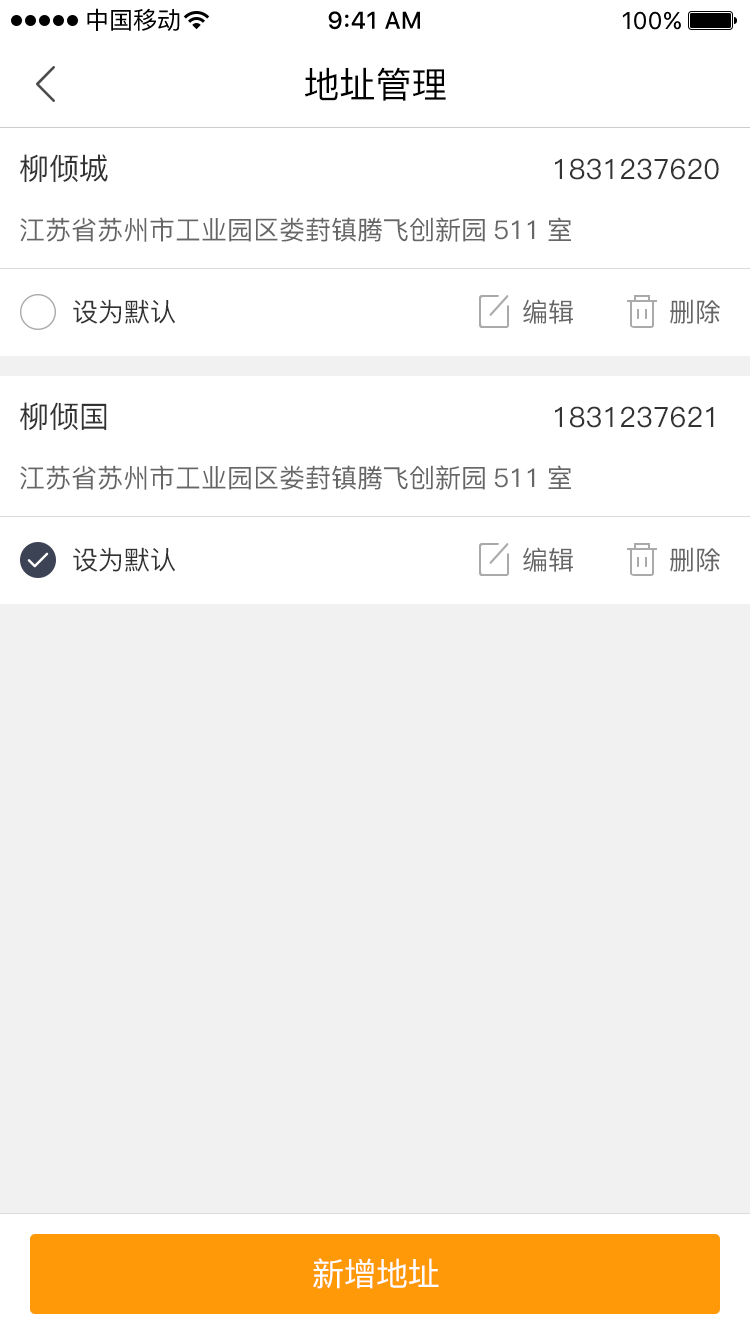 中国移动 9:41 AM 100%
地址管理
柳倾城 1831237620
江苏省苏州市工业园区娄葑镇腾飞创新园 511 室
设为默认 编辑 删除
柳倾国 1831237621
江苏省苏州市工业园区娄葑镇腾飞创新园 511 室
设为默认 编辑 删除
新增地址